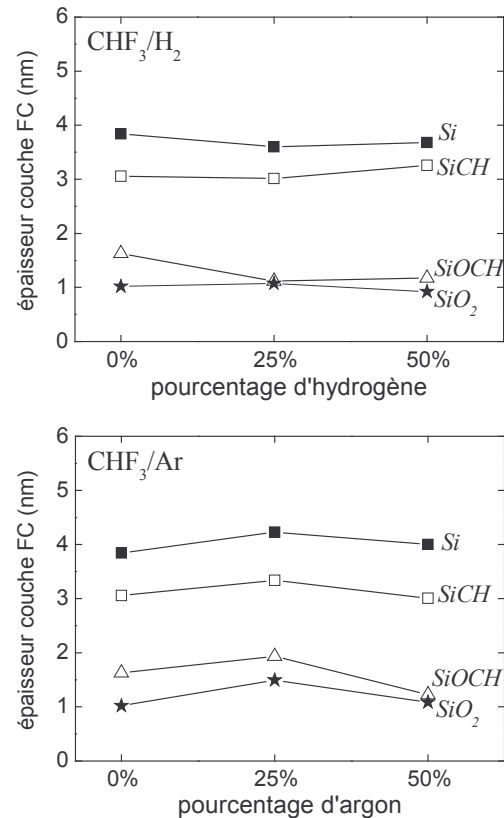 CHF3/H2
épaisseur couche FC (nm)
6
5
4
3
2
1
0
Si
SiCH
SiOCH
SiO2
0% 25% 50%
pourcentage d'hydrogène
CHF3/Ar
épaisseur couche FC (nm)
6
5
4
3
2
1
0
Si
SiCH
SiOCH
SiO2
0% 25% 50%
pourcentage d'argon